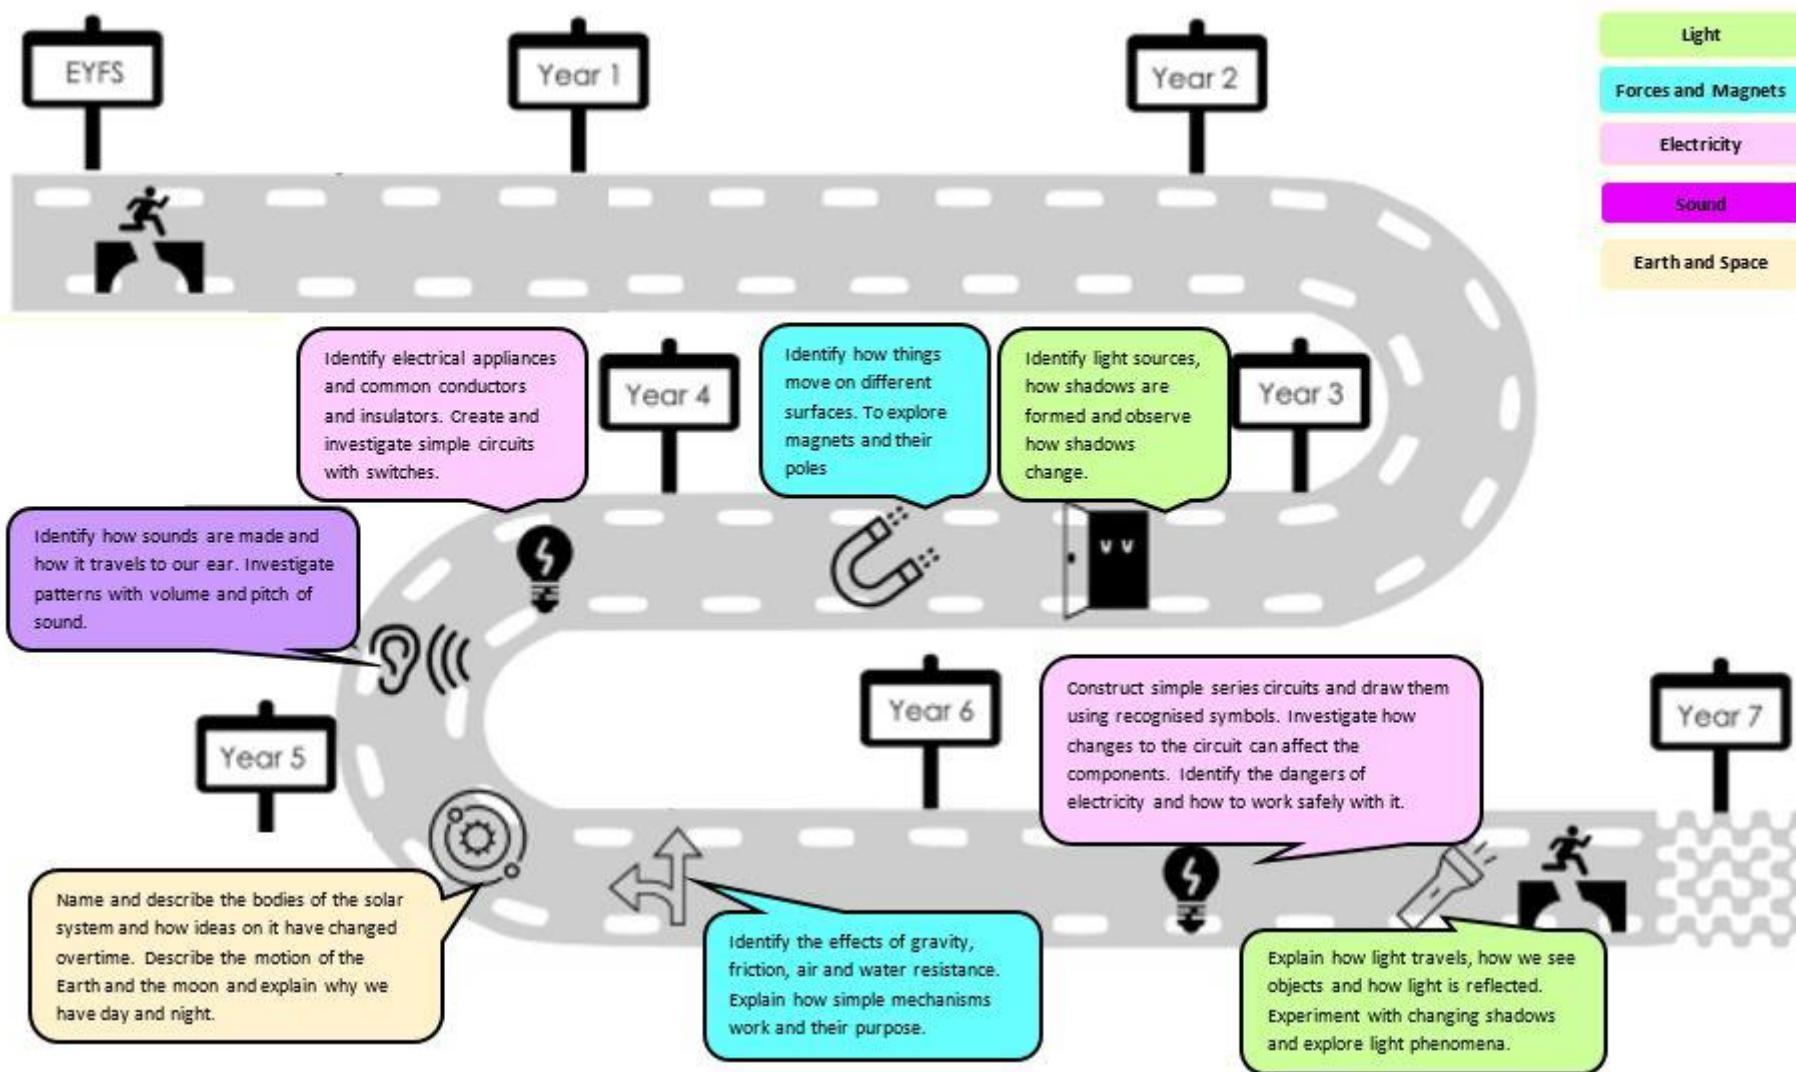 EYFS
Year 1
Year 2
Light
Forces and Magnets
Electricity
Sound
Earth and Space
Year 3
Identify light sources,
how shadows are
formed and observe
how shadows
change.
Identify how things
move on different
surfaces. To explore
magnets and their
poles
Year 4
Identify electrical appliances
and common conductors
and insulators. Create and
investigate simple circuits
with switches.
Identify how sounds are made and
how it travels to our ear. Investigate
patterns with volume and pitch of
sound.
Year 5
Name and describe the bodies of the solar
system and how ideas on it have changed
overtime. Describe the motion of the
Earth and the moon and explain why we
have day and night.
Identify the effects of gravity,
friction, air and water resistance.
Explain how simple mechanisms
work and their purpose.
Year 6
Construct simple series circuits and draw them
using recognised symbols. Investigate how
changes to the circuit can affect the
components. Identify the dangers of
electricity and how to work safely with it.
Explain how light travels, how we see
objects and how light is reflected.
Experiment with changing shadows
and explore light phenomena.
Year 7